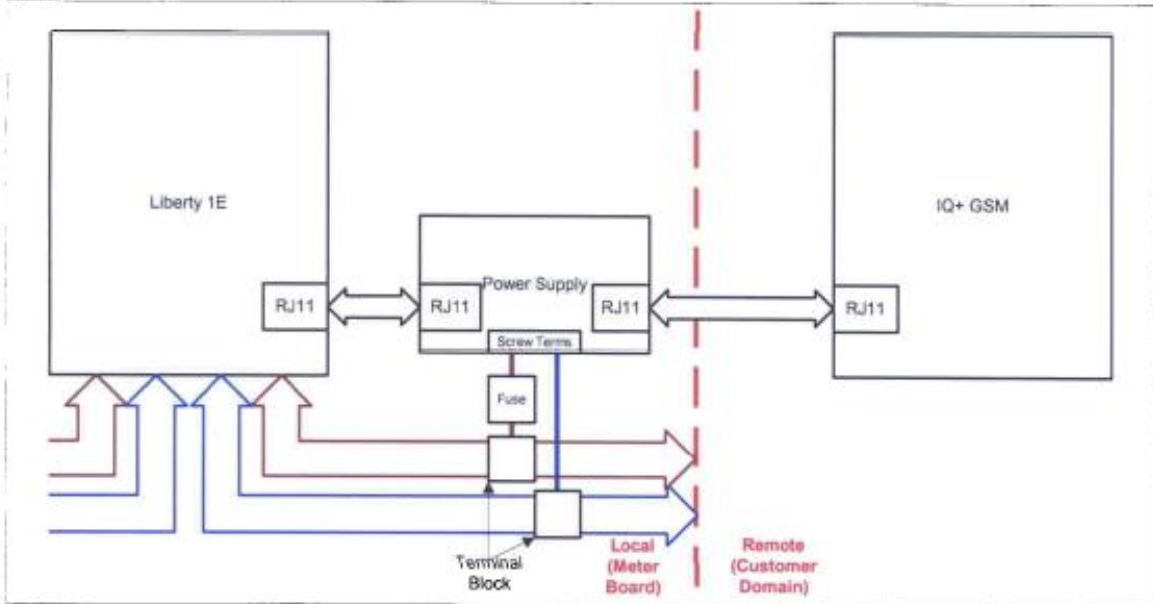 Liberty 1E
IQ+ GSM
Power Supply
RJ11
RJ11
RJ11
RJ11
Screw Terms
Fuse
Terminal
Block
Local
(Meter
Board)
Remote
(Customer
Domain)